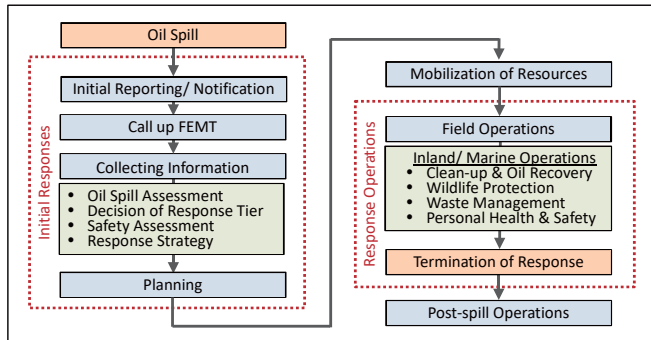 Oil Spill
Initial Responses
Initial Reporting/ Notification
Call up FEMT
Collecting Information
• Oil Spill Assessment
• Decision of Response Tier
• Safety Assessment
• Response Strategy
Planning
Mobilization of Resources
Response Operations
Field Operations
Inland/ Marine Operations
• Clean-up & Oil Recovery
• Wildlife Protection
• Waste Management
• Personal Health & Safety
Termination of Response
Post-spill Operations